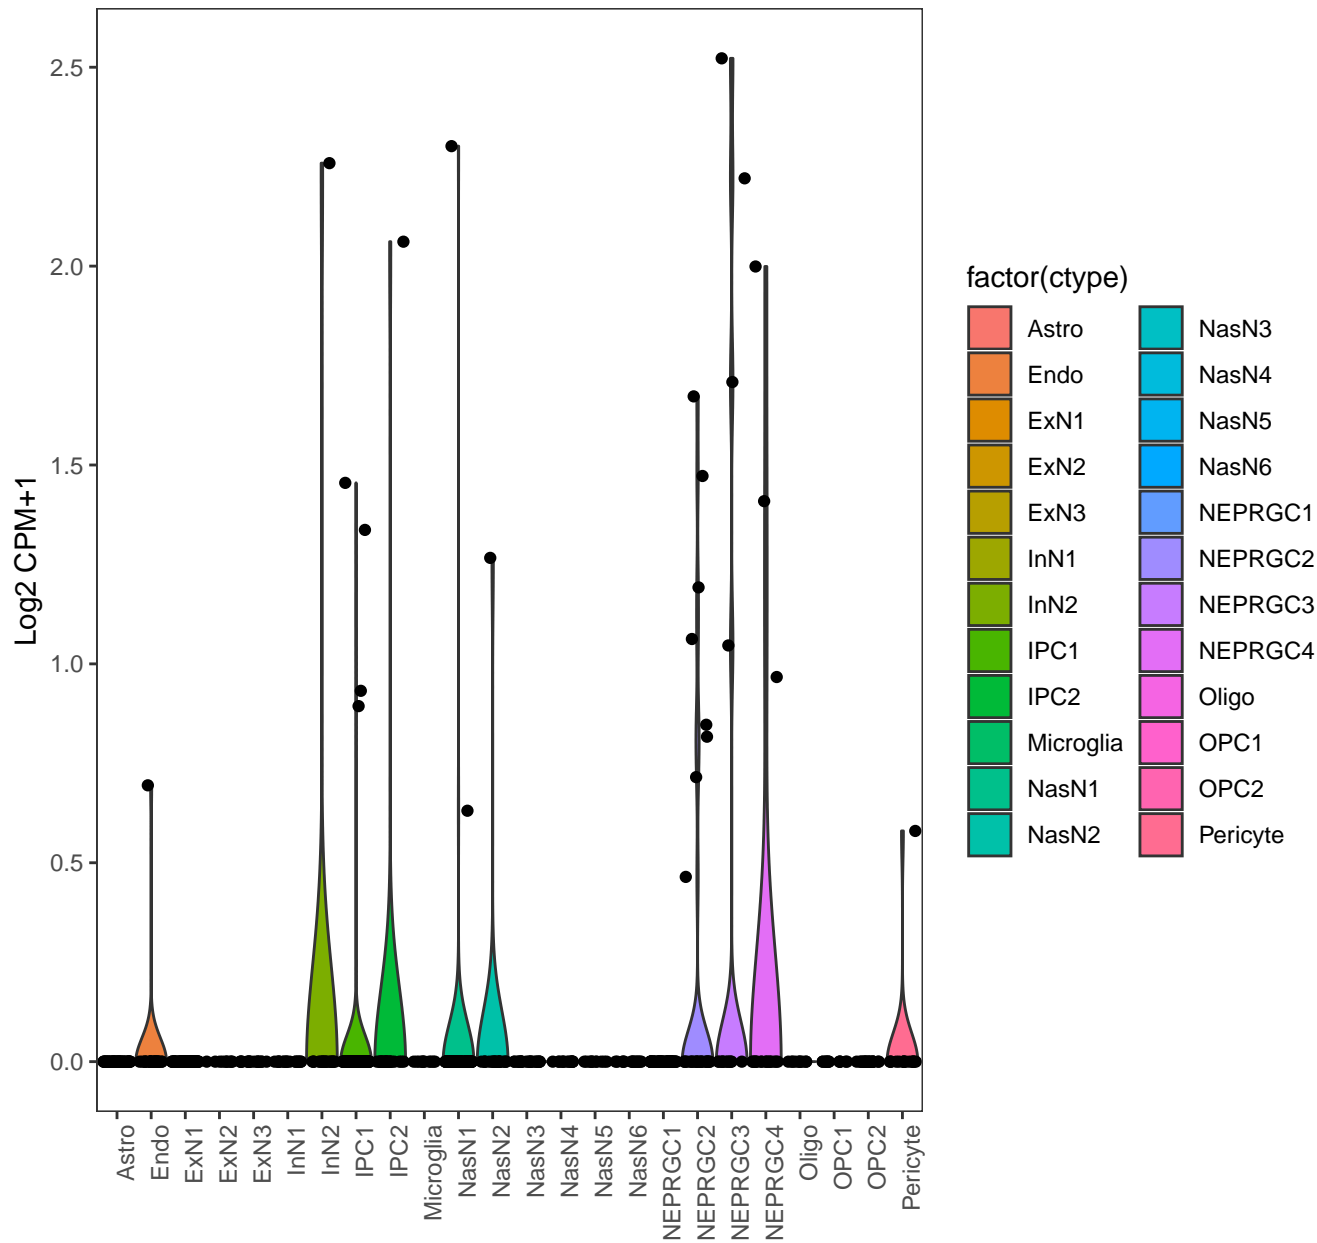 2.5
2.0
1.5
1.0
0.5
0.0
Log2 CPM+1
Astro
Endo
ExN1
ExN2
ExN3
InN1
InN2
IPC1
IPC2
Microglia
NasN1
NasN2
NasN3
NasN4
NasN5
NasN6
NEPRGC1
NEPRGC2
NEPRGC3
NEPRGC4
Oligo
OPC1
OPC2
Pericyte
factor(ctype)
Astro
Endo
ExN1
ExN2
ExN3
InN1
InN2
IPC1
IPC2
Microglia
NasN1
NasN2
NasN3
NasN4
NasN5
NasN6
NEPRGC1
NEPRGC2
NEPRGC3
NEPRGC4
Oligo
OPC1
OPC2
Pericyte